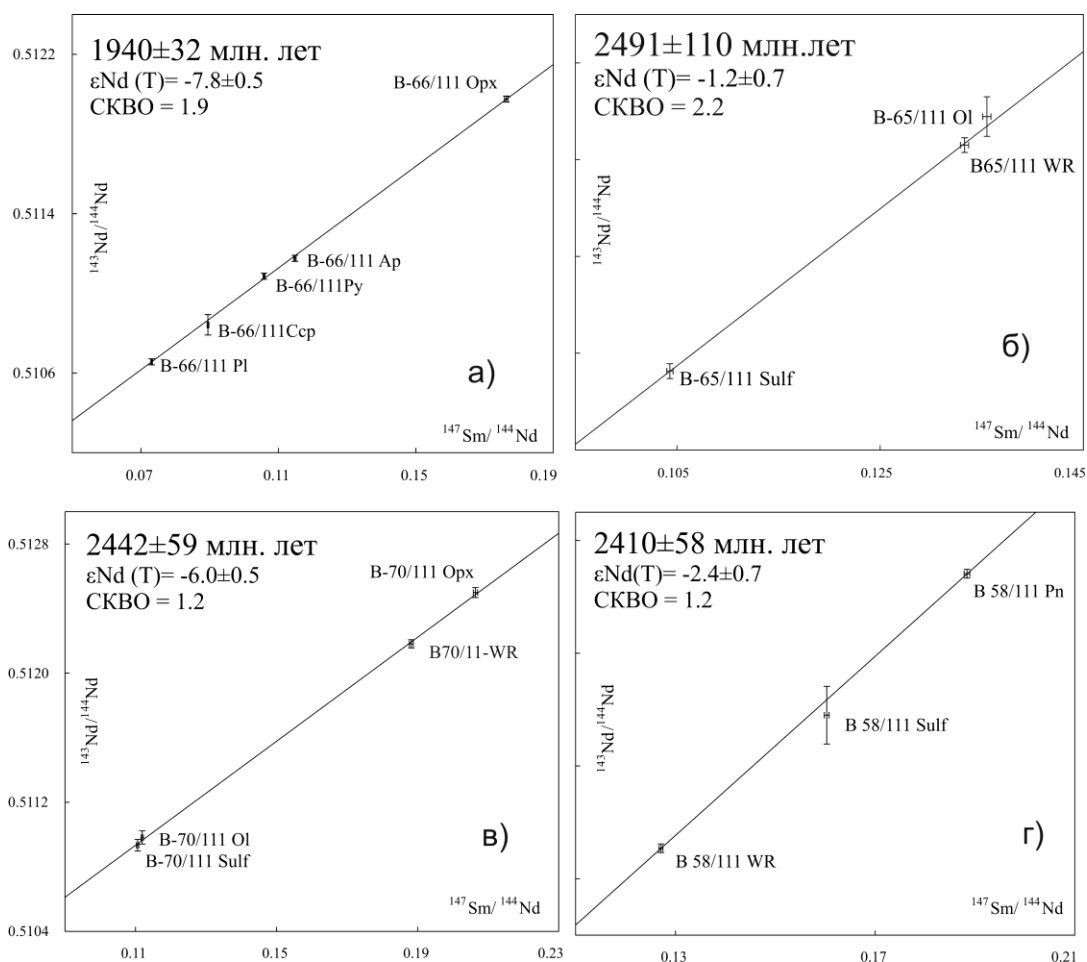 1940±32 млн. лет
εNd (T)= -7.8±0.5
СКВО = 1.9
B-66/111 Opx
B-66/111 Ap
B-66/111Py
B-66/111Ccp
B-66/111 Pl
а)
¹⁴³Nd/¹⁴⁴Nd
¹⁴⁷Sm/ ¹⁴⁴Nd
0.5122
0.5114
0.5106
0.07
0.11
0.15
0.19
2491±110 млн.лет
εNd (T)= -1.2±0.7
СКВО = 2.2
B-65/111 Ol
B65/111 WR
B-65/111 Sulf
б)
¹⁴³Nd/¹⁴⁴Nd
¹⁴⁷Sm/ ¹⁴⁴Nd
0.105
0.125
0.145
2442±59 млн. лет
εNd (T)= -6.0±0.5
СКВО = 1.2
B-70/111 Opx
B70/11-WR
B-70/111 Ol
B-70/111 Sulf
в)
¹⁴³Nd/¹⁴⁴Nd
¹⁴⁷Sm/ ¹⁴⁴Nd
0.5128
0.5120
0.5112
0.5104
0.11
0.15
0.19
0.23
2410±58 млн. лет
εNd(T)= -2.4±0.7
СКВО = 1.2
B 58/111 Pn
B 58/111 Sulf
B 58/111 WR
г)
¹⁴³Nd/¹⁴⁴Nd
¹⁴⁷Sm/ ¹⁴⁴Nd
0.13
0.17
0.21